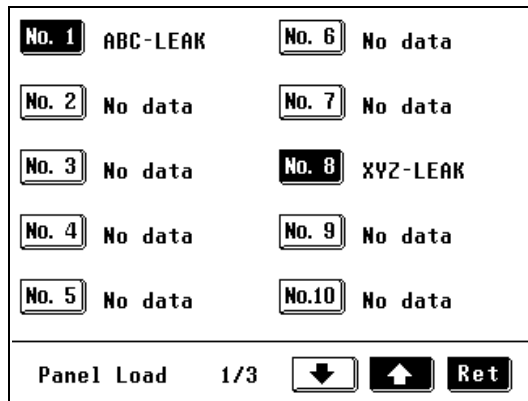 No. 1 ABC-LEAK No. 6 No data
No. 2 No data No. 7 No data
No. 3 No data No. 8 XYZ-LEAK
No. 4 No data No. 9 No data
No. 5 No data No.10 No data
Panel Load 1/3 Ret